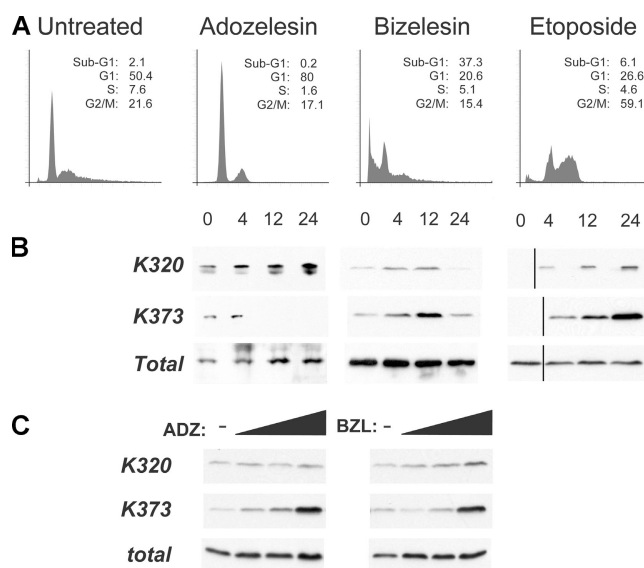 A Untreated Adozelesin Bizelesin Etoposide
Sub-G1: 2.1
G1: 50.4
S: 7.6
G2/M: 21.6
Sub-G1: 0.2
G1: 80
S: 1.6
G2/M: 17.1
Sub-G1: 37.3
G1: 20.6
S: 5.1
G2/M: 15.4
Sub-G1: 6.1
G1: 26.6
S: 4.6
G2/M: 59.1
0 4 12 24 0 4 12 24 0 4 12 24
B
K320
K373
Total
C ADZ: – BZL: –
K320
K373
total